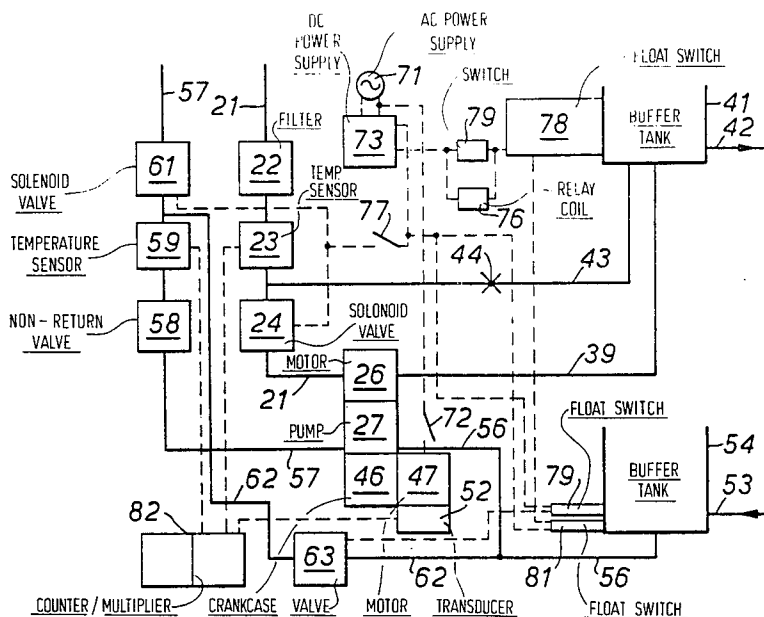 DC
POWER
SUPPLY
AC POWER
SUPPLY
FLOAT SWITCH
SWITCH
57
21
71
FILTER
73
79
78
BUFFER
TANK
41
42
61
22
SOLENOID
VALVE
TEMP
SENSOR
76
RELAY
COIL
77
59
23
TEMPERATURE
SENSOR
44
43
58
24
NON-RETURN
VALVE
SOLONOID
VALVE
MOTOR
26
39
21
72
FLOAT SWITCH
PUMP
27
56
54
57
46
47
79
BUFFER
TANK
53
62
52
82
81
63
62
56
COUNTER/MULTIPLIER
CRANKCASE
VALVE
MOTOR
TRANSDUCER
FLOAT SWITCH